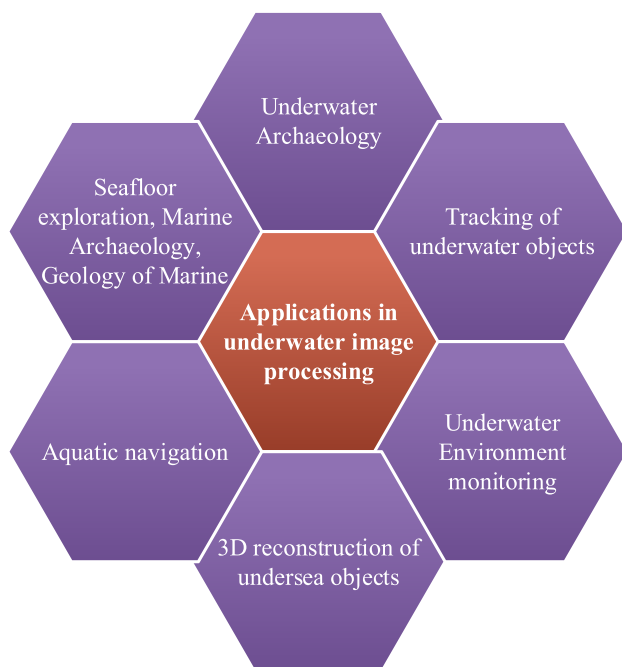 Underwater
Archaeology
Seafloor
exploration, Marine
Archaeology,
Geology of Marine
Tracking of
underwater objects
Applications in
underwater image
processing
Aquatic navigation
Underwater
Environment
monitoring
3D reconstruction of
undersea objects